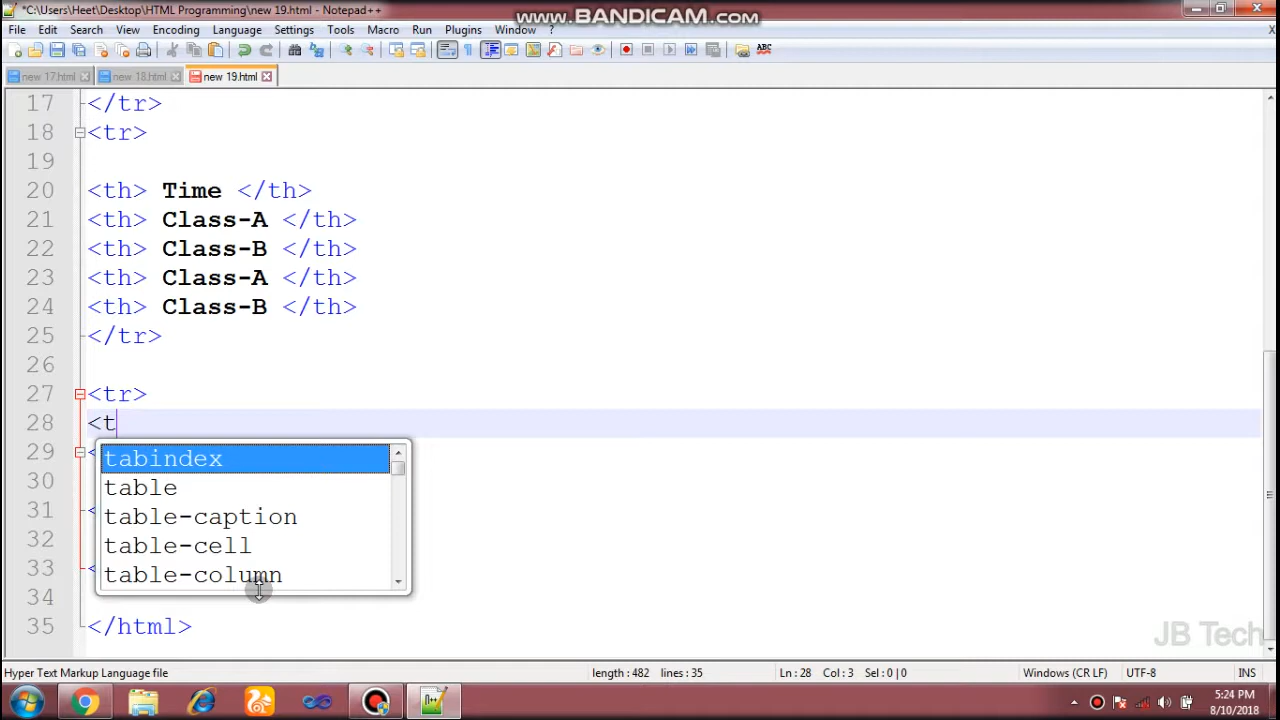 *C:\Users\Heet\Desktop\HTML Programming\new 19.html - Notepad++
www.BANDICAM.com
File Edit Search View Encoding Language Settings Tools Macro Run Plugins Window ? X
new 17.html new 18.html new 19.html
17 </tr>
18 <tr>
19
20 <th> Time </th>
21 <th> Class-A </th>
22 <th> Class-B </th>
23 <th> Class-A </th>
24 <th> Class-B </th>
25 </tr>
26
27 <tr>
28 <t
tabindex
29 <
table
30
table-caption
31 <
table-cell
32
table-column
33 <
34
35 </html>
JB Tech
Hyper Text Markup Language file length : 482 lines : 35 Ln : 28 Col : 3 Sel : 0 | 0 Windows (CR LF) UTF-8 INS
5:24 PM
8/10/2018